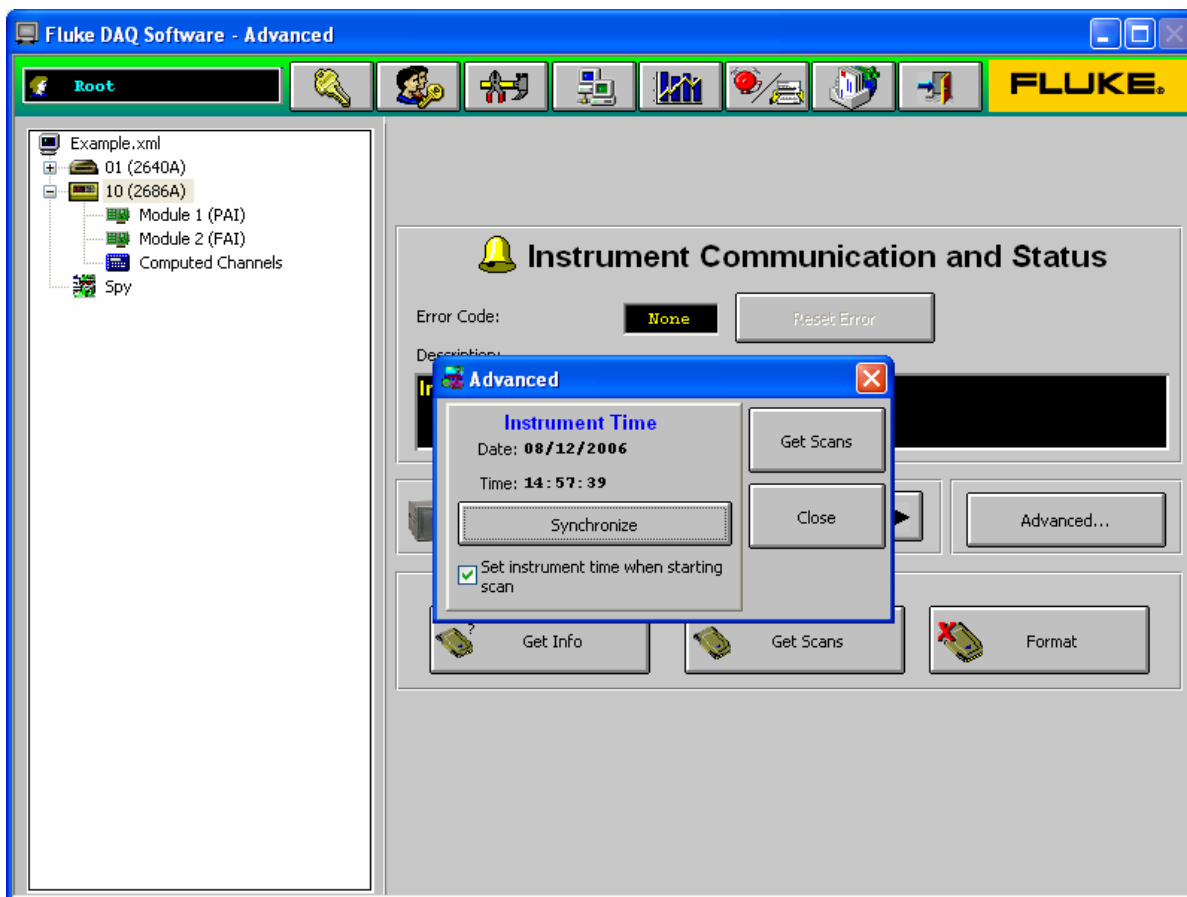 Fluke DAQ Software - Advanced
Root
FLUKE®
Example.xml
01 (2640A)
10 (2686A)
Module 1 (PAI)
Module 2 (FAI)
Computed Channels
Spy
Instrument Communication and Status
Error Code:
None
Reset Error
Description:
Advanced
Instrument Time
Date: 08/12/2006
Time: 14:57:39
Synchronize
Set instrument time when starting
scan
Get Scans
Close
Advanced...
Get Info
Get Scans
Format